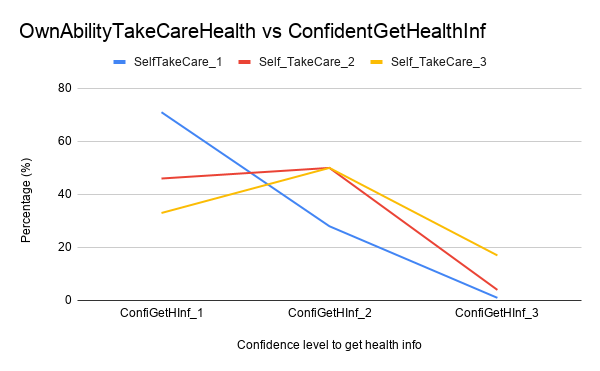 OwnAbilityTakeCareHealth vs ConfidentGetHealthInf
SelfTakeCare_1 Self_TakeCare_2 Self_TakeCare_3
Percentage (%)
80
60
40
20
0
ConfiGetHInf_1 ConfiGetHInf_2 ConfiGetHInf_3
Confidence level to get health info